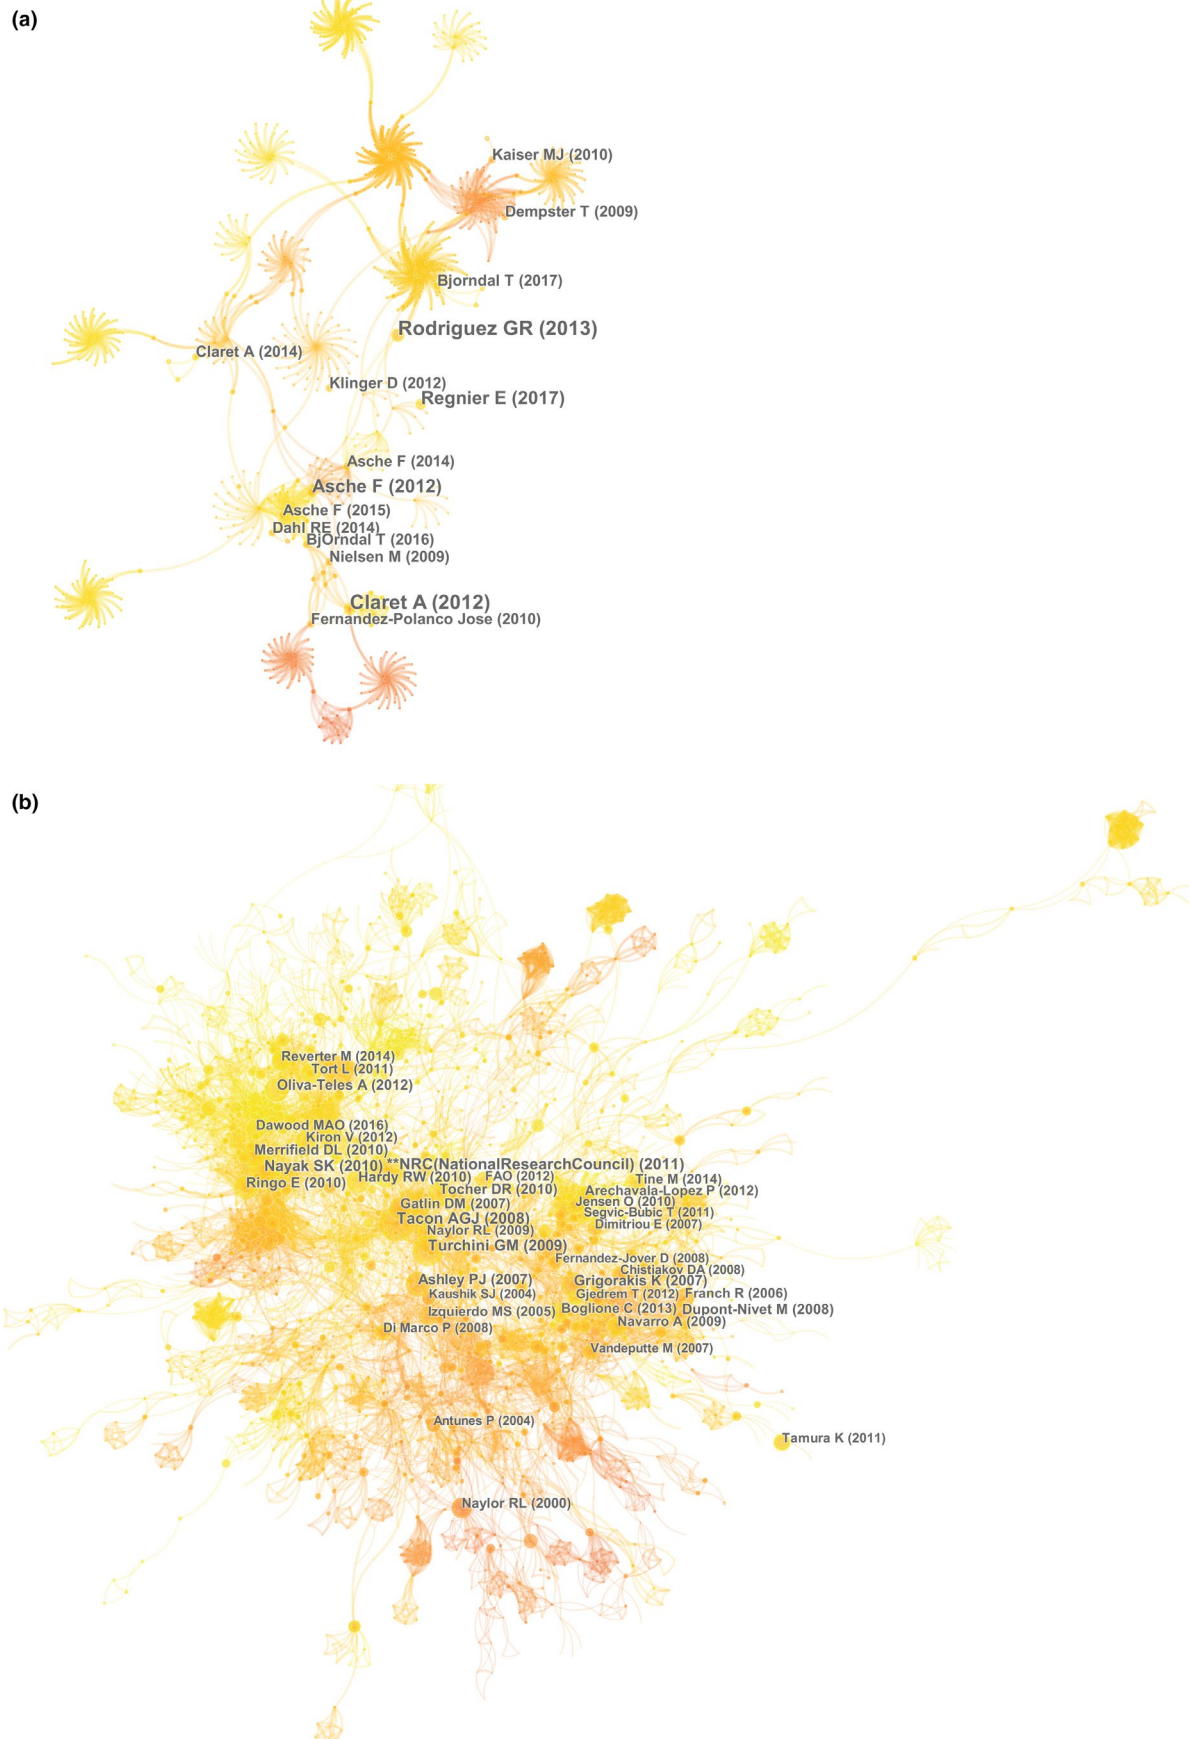 (a)
Kaiser MJ (2010)
Dempster T (2009)
Bjorndal T (2017)
Rodriguez GR (2013)
Claret A (2014)
Klinger D (2012)
Regnier E (2017)
Asche F (2014)
Asche F (2012)
Asche F (2015)
Dahl RE (2014)
BjOrndal T (2016)
Nielsen M (2009)
Claret A (2012)
Fernandez-Polanco Jose (2010)
(b)
Reverter M (2014)
Tort L (2011)
Oliva-Teles A (2012)
Dawood MAO (2016)
Kiron V (2012)
Merrifield DL (2010)
Nayak SK (2010) **NRC(NationalResearchCouncil) (2011)
Ringo E (2010) Hardy RW (2010) FAO (2012) Tine M (2014)
Tocher DR (2010) Arechavala-Lopez P (2012)
Gatlin DM (2007) Jensen O (2010)
Tacon AGJ (2008) Segvic-Bubic T (2011)
Naylor RL (2009) Dimitriou E (2007)
Turchini GM (2009)
Fernandez-Jover D (2008)
Chistiakov DA (2008)
Ashley PJ (2007) Grigorakis K (2007)
Kaushik SJ (2004) Gjedrem T (2012) Franch R (2006)
Izquierdo MS (2005) Boglione C (2013) Dupont-Nivet M (2008)
Di Marco P (2008) Navarro A (2009)
Vandeputte M (2007)
Antunes P (2004)
Tamura K (2011)
Naylor RL (2000)